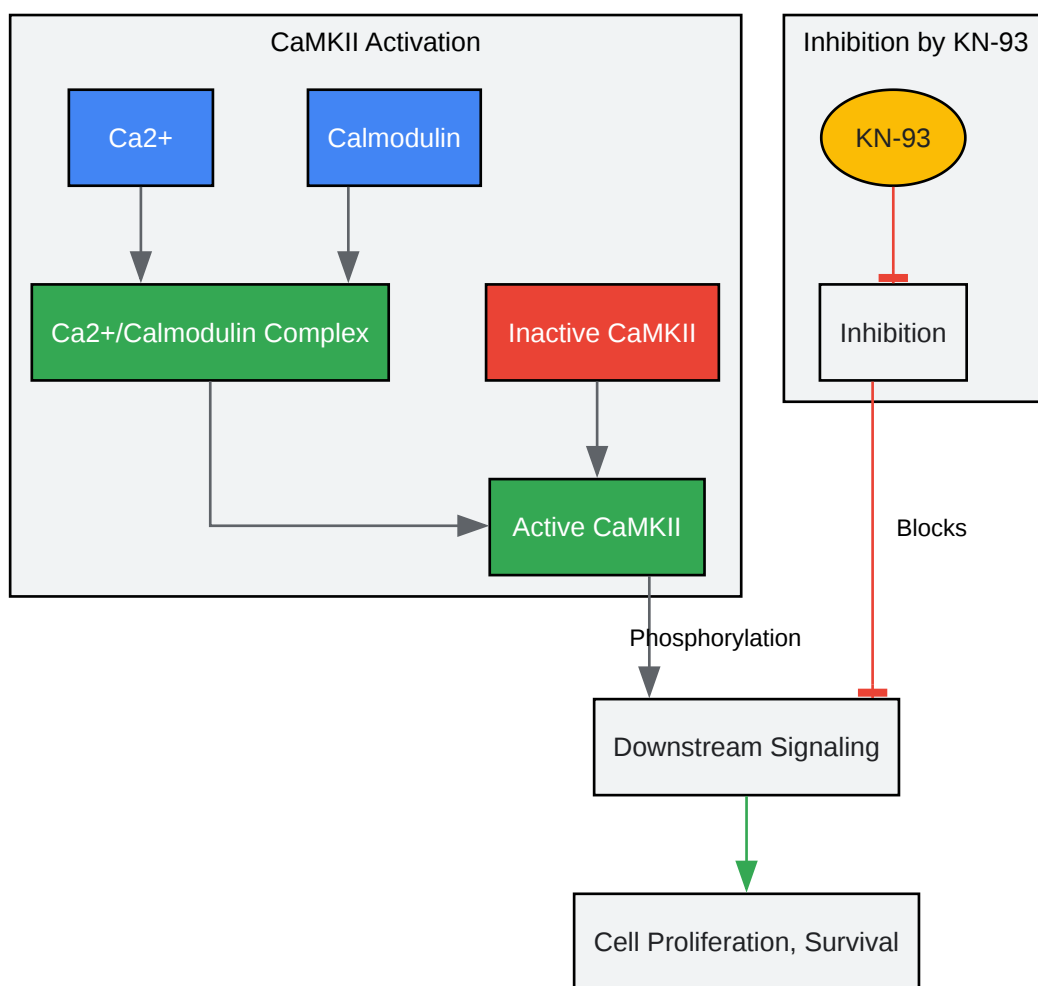 CaMKII Activation
Inhibition by KN-93
Ca2+
Calmodulin
KN-93
Ca2+/Calmodulin Complex
Inactive CaMKII
Inhibition
Active CaMKII
Blocks
Phosphorylation
Downstream Signaling
Cell Proliferation, Survival